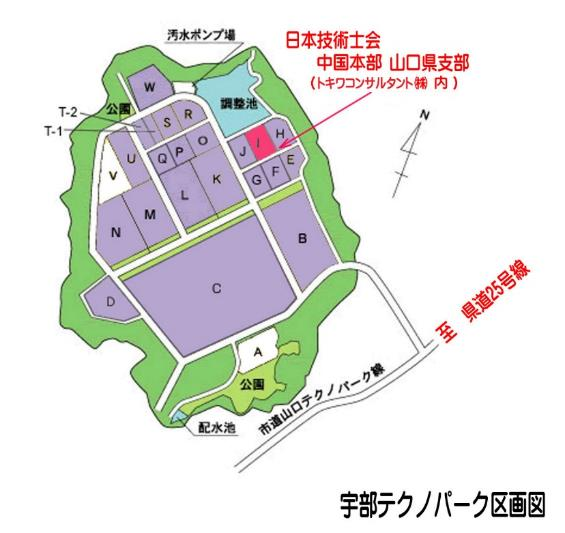 汚水ポンプ場
日本技術士会
中国本部 山口県支部
(トキワコンサルタント㈱ 内)
W
公園
調整池
T-2
T-1
S
R
U
Q
P
O
J
I
H
V
G
F
E
L
K
N
M
B
D
C
N
A
公園
配水池
市道山口テクノパーク線
至 県道25号線
宇部テクノパーク区画図